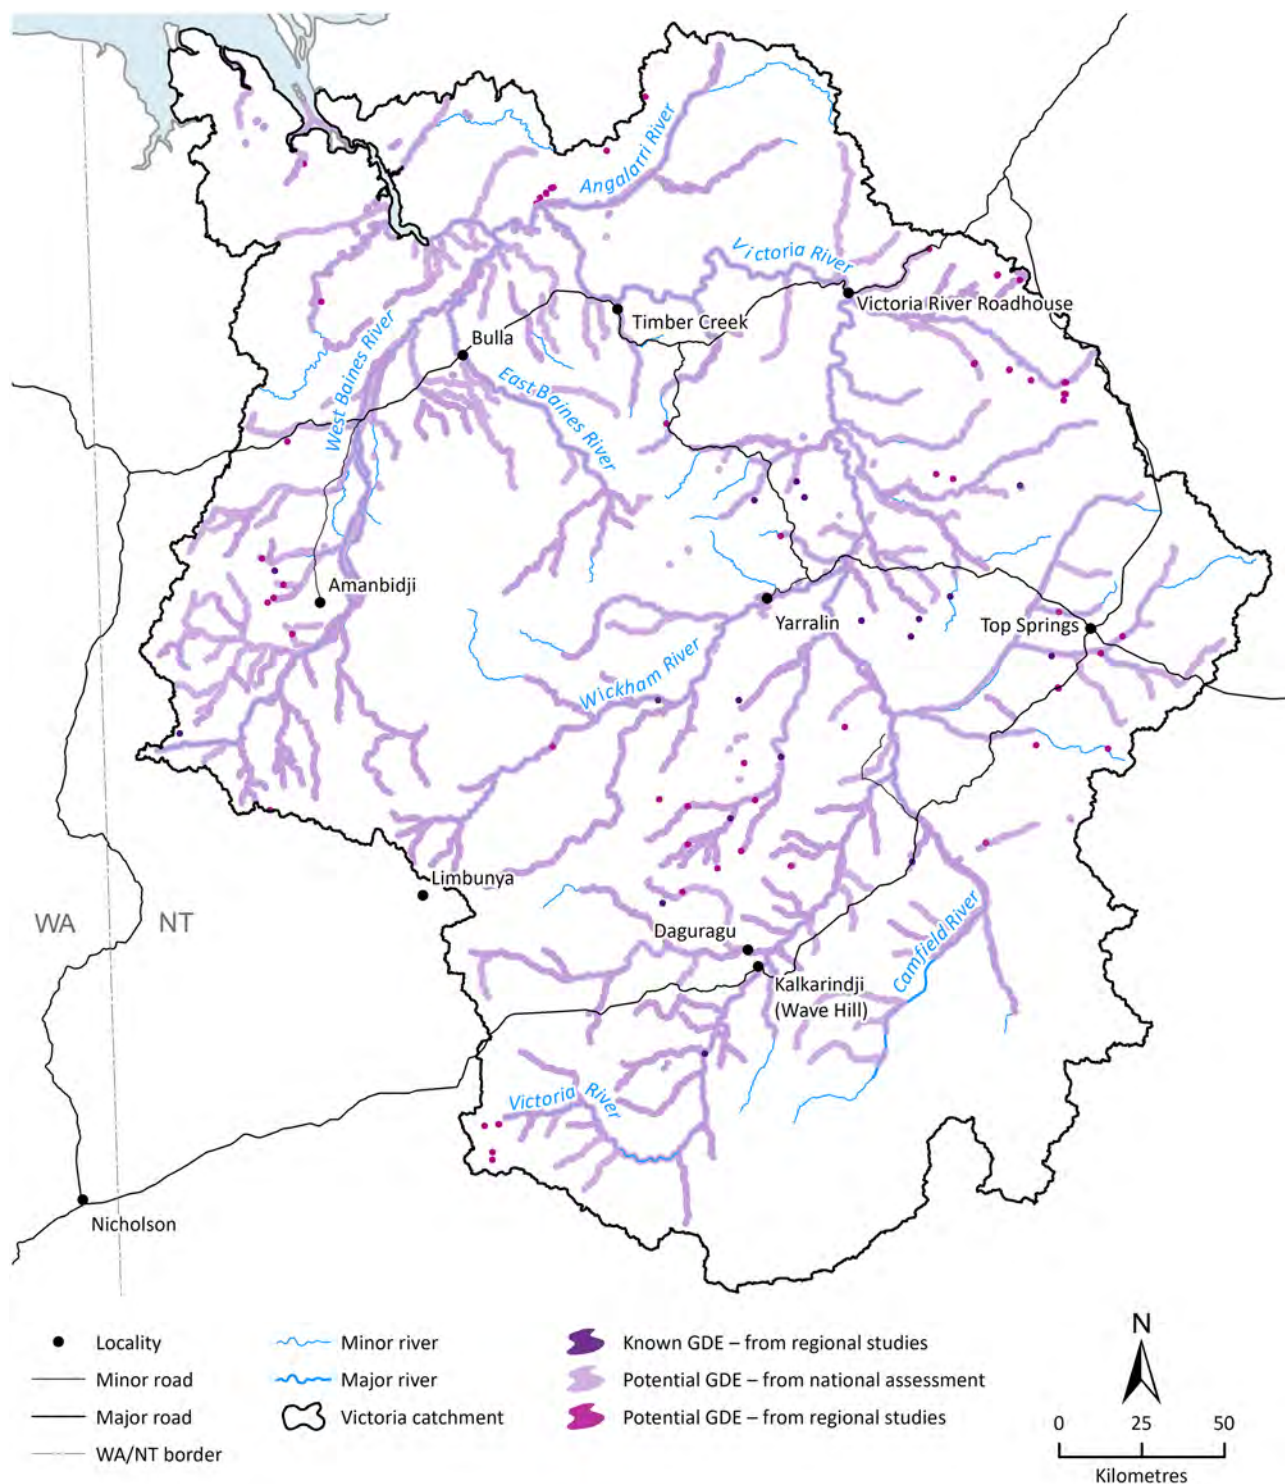 Angalarri River
Victoria River
Victoria River Roadhouse
Timber Creek
Bulla
West Baines River
East Baines River
Amanbidji
Yarralin
Top Springs
Wickham River
Limbunya
WA
NT
Daguragu
Camfield River
Kalkarindji
(Wave Hill)
Victoria River
Nicholson
Locality
Minor road
Major road
WA/NT border
Minor river
Major river
Victoria catchment
Known GDE – from regional studies
Potential GDE – from national assessment
Potential GDE – from regional studies
N
0 25 50
Kilometres